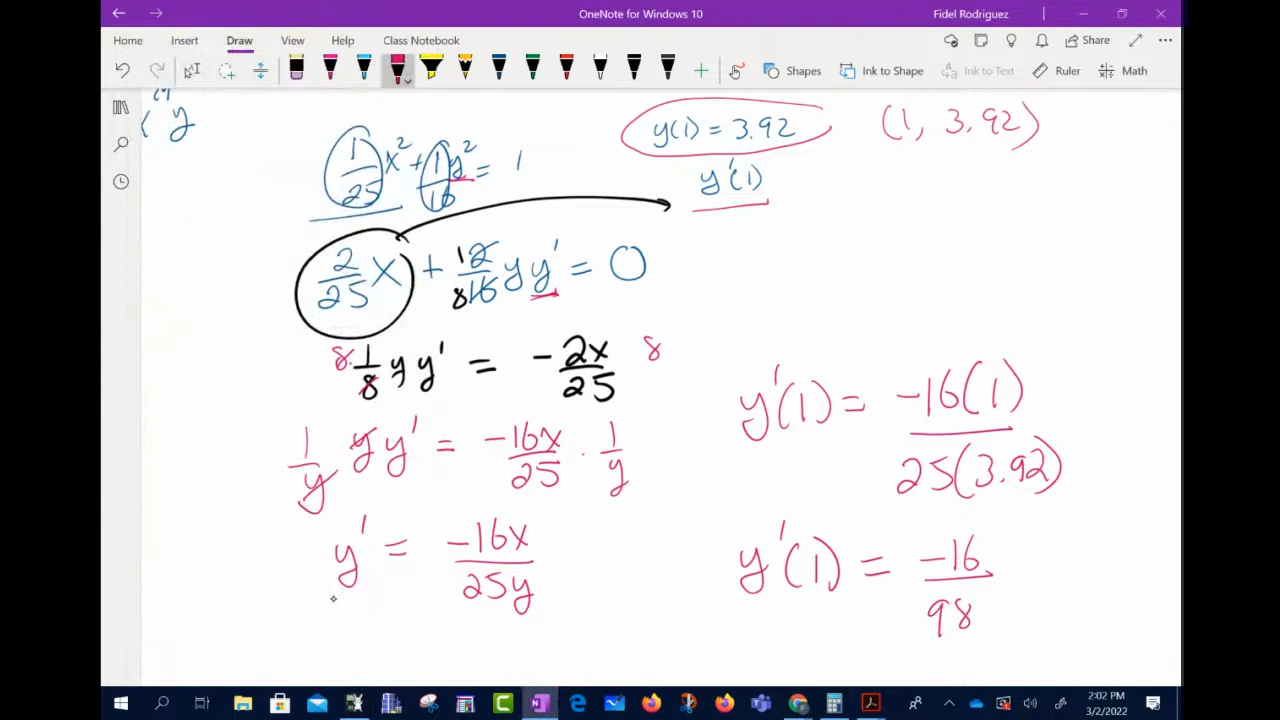 OneNote for Windows 10
Fidel Rodriguez
Home Insert Draw View Help Class Notebook
Share
Shapes Ink to Shape Ink to Text Ruler Math
y
1/25 x² + 1/16 y² = 1
y(1) = 3.92
(1, 3.92)
y'(1)
2/25 x + 2/16 y y' = 0
1
8
8· 1/8 y y' = -2x/25 8
1/y y y' = -16x/25 · 1/y
y' = -16x/25y
y'(1) = -16(1)/25(3.92)
y'(1) = -16/98
2:02 PM
3/2/2022